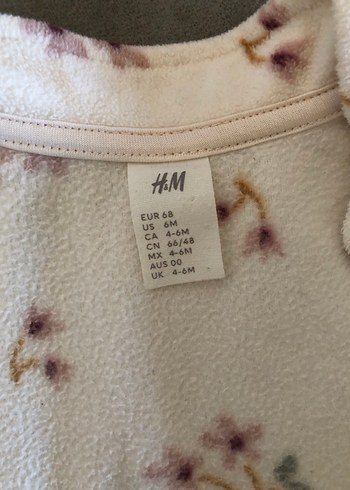 H&M
EUR 68
US 6M
CA 4-6M
CN 66/48
MX 4-6M
AUS 00
UK 4-6M